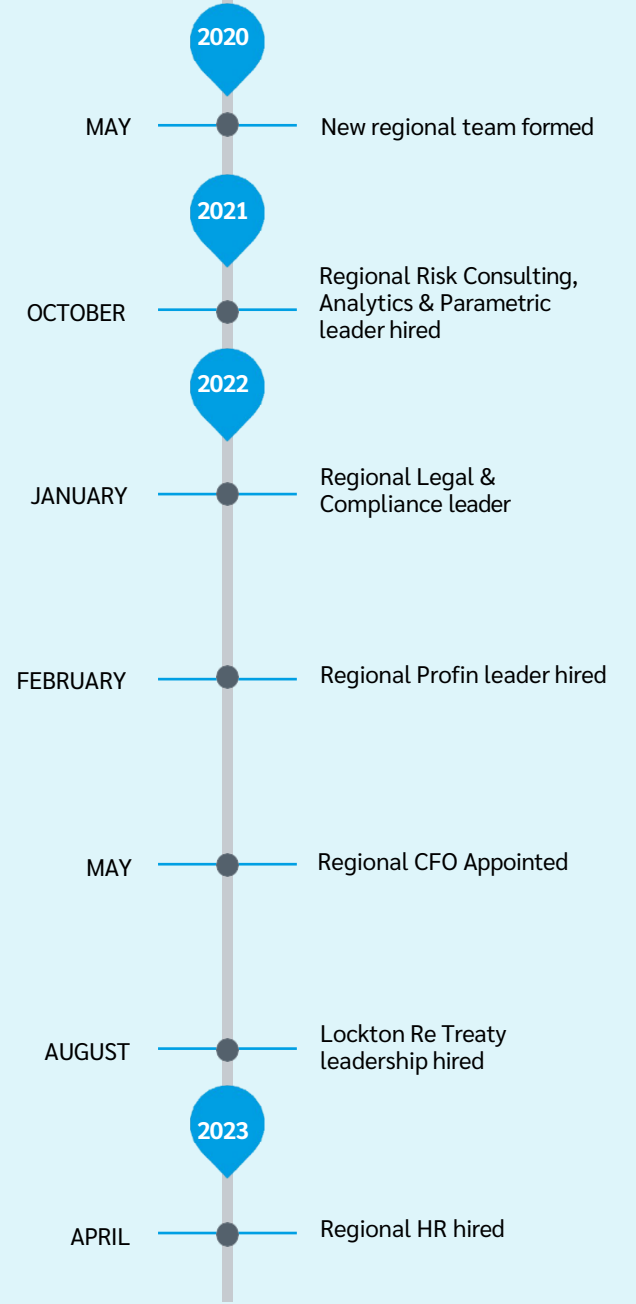 2020
MAY
New regional team formed
2021
OCTOBER
Regional Risk Consulting,
Analytics & Parametric
leader hired
2022
JANUARY
Regional Legal &
Compliance leader
FEBRUARY
Regional Profin leader hired
MAY
Regional CFO Appointed
AUGUST
Lockton Re Treaty
leadership hired
2023
APRIL
Regional HR hired